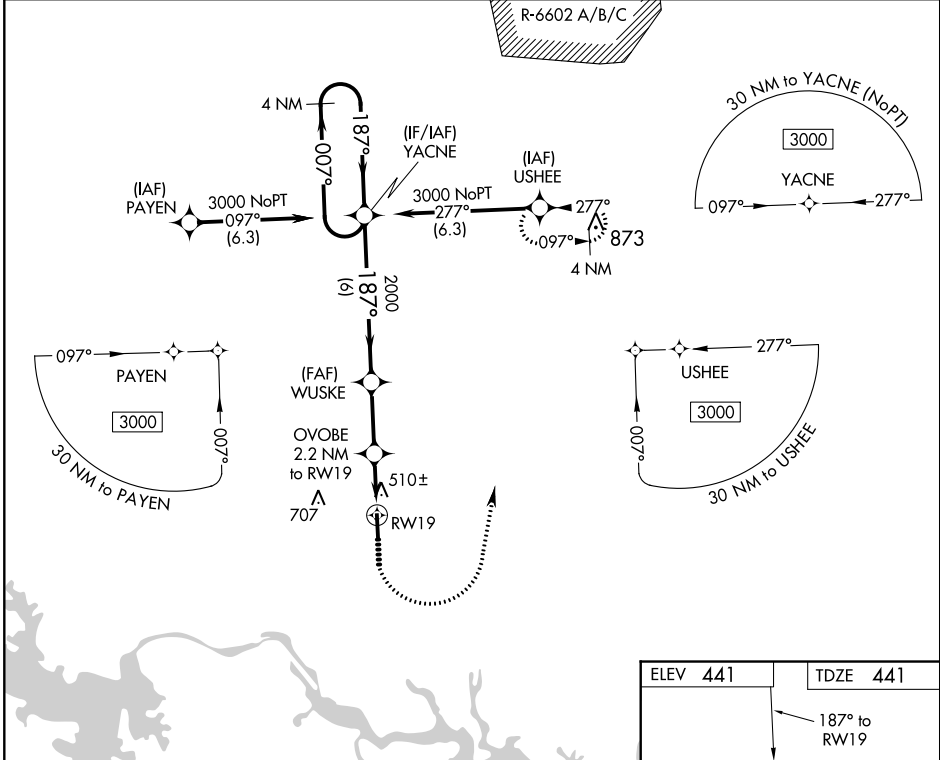 R-6602 A/B/C
30 NM to YACNE (NoPT)
3000
YACNE
097°
277°
4 NM
187°
007°
(IF/IAF)
YACNE
(IAF)
USHEE
(IAF)
PAYEN
3000 NoPT
097°
(6.3)
3000 NoPT
277°
(6.3)
277°
097°
873
4 NM
2000
187°
(6)
097°
PAYEN
3000
007°
30 NM to PAYEN
277°
USHEE
3000
007°
30 NM to USHEE
(FAF)
WUSKE
OVOBE
2.2 NM
to RW19
510±
707
RW19
ELEV 441
TDZE 441
187° to
RW19